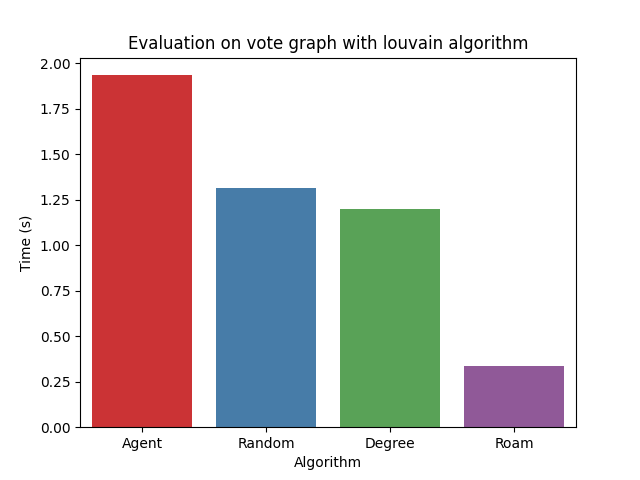 Evaluation on vote graph with louvain algorithm
2.00
1.75
1.50
1.25
1.00
0.75
0.50
0.25
0.00
Time (s)
Agent
Random
Degree
Roam
Algorithm